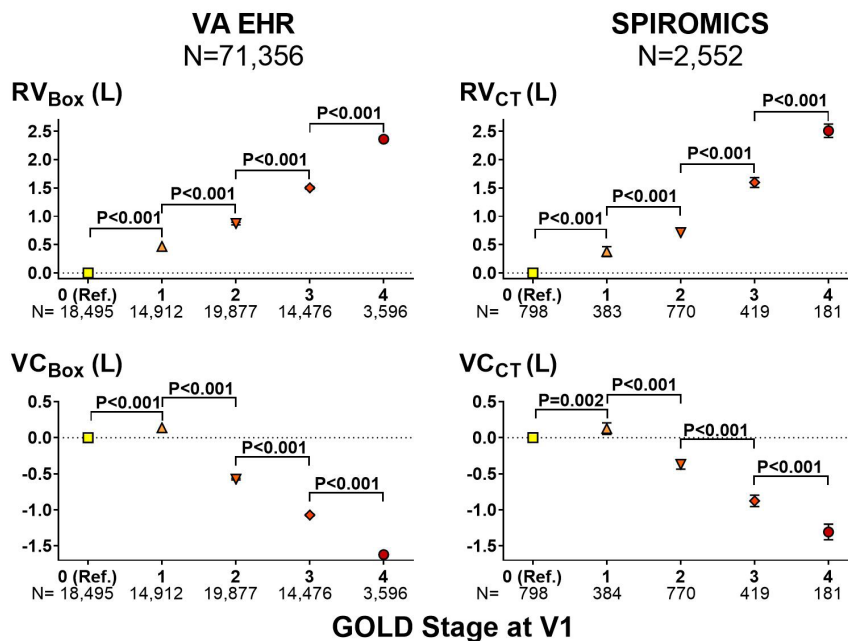 VA EHR
N=71,356
SPIROMICS
N=2,552
RVBox (L)
2.5
2.0
1.5
1.0
0.5
0.0
P<0.001
P<0.001
P<0.001
P<0.001
0 (Ref.) 1 2 3 4
N= 18,495 14,912 19,877 14,476 3,596
RVCT (L)
2.5
2.0
1.5
1.0
0.5
0.0
P<0.001
P<0.001
P<0.001
P<0.001
0 (Ref.) 1 2 3 4
N= 798 383 770 419 181
VCBox (L)
0.5
0.0
-0.5
-1.0
-1.5
P<0.001
P<0.001
P<0.001
P<0.001
0 (Ref.) 1 2 3 4
N= 18,495 14,912 19,877 14,476 3,596
VCCT (L)
0.5
0.0
-0.5
-1.0
-1.5
P=0.002
P<0.001
P<0.001
P<0.001
0 (Ref.) 1 2 3 4
N= 798 384 770 419 181
GOLD Stage at V1